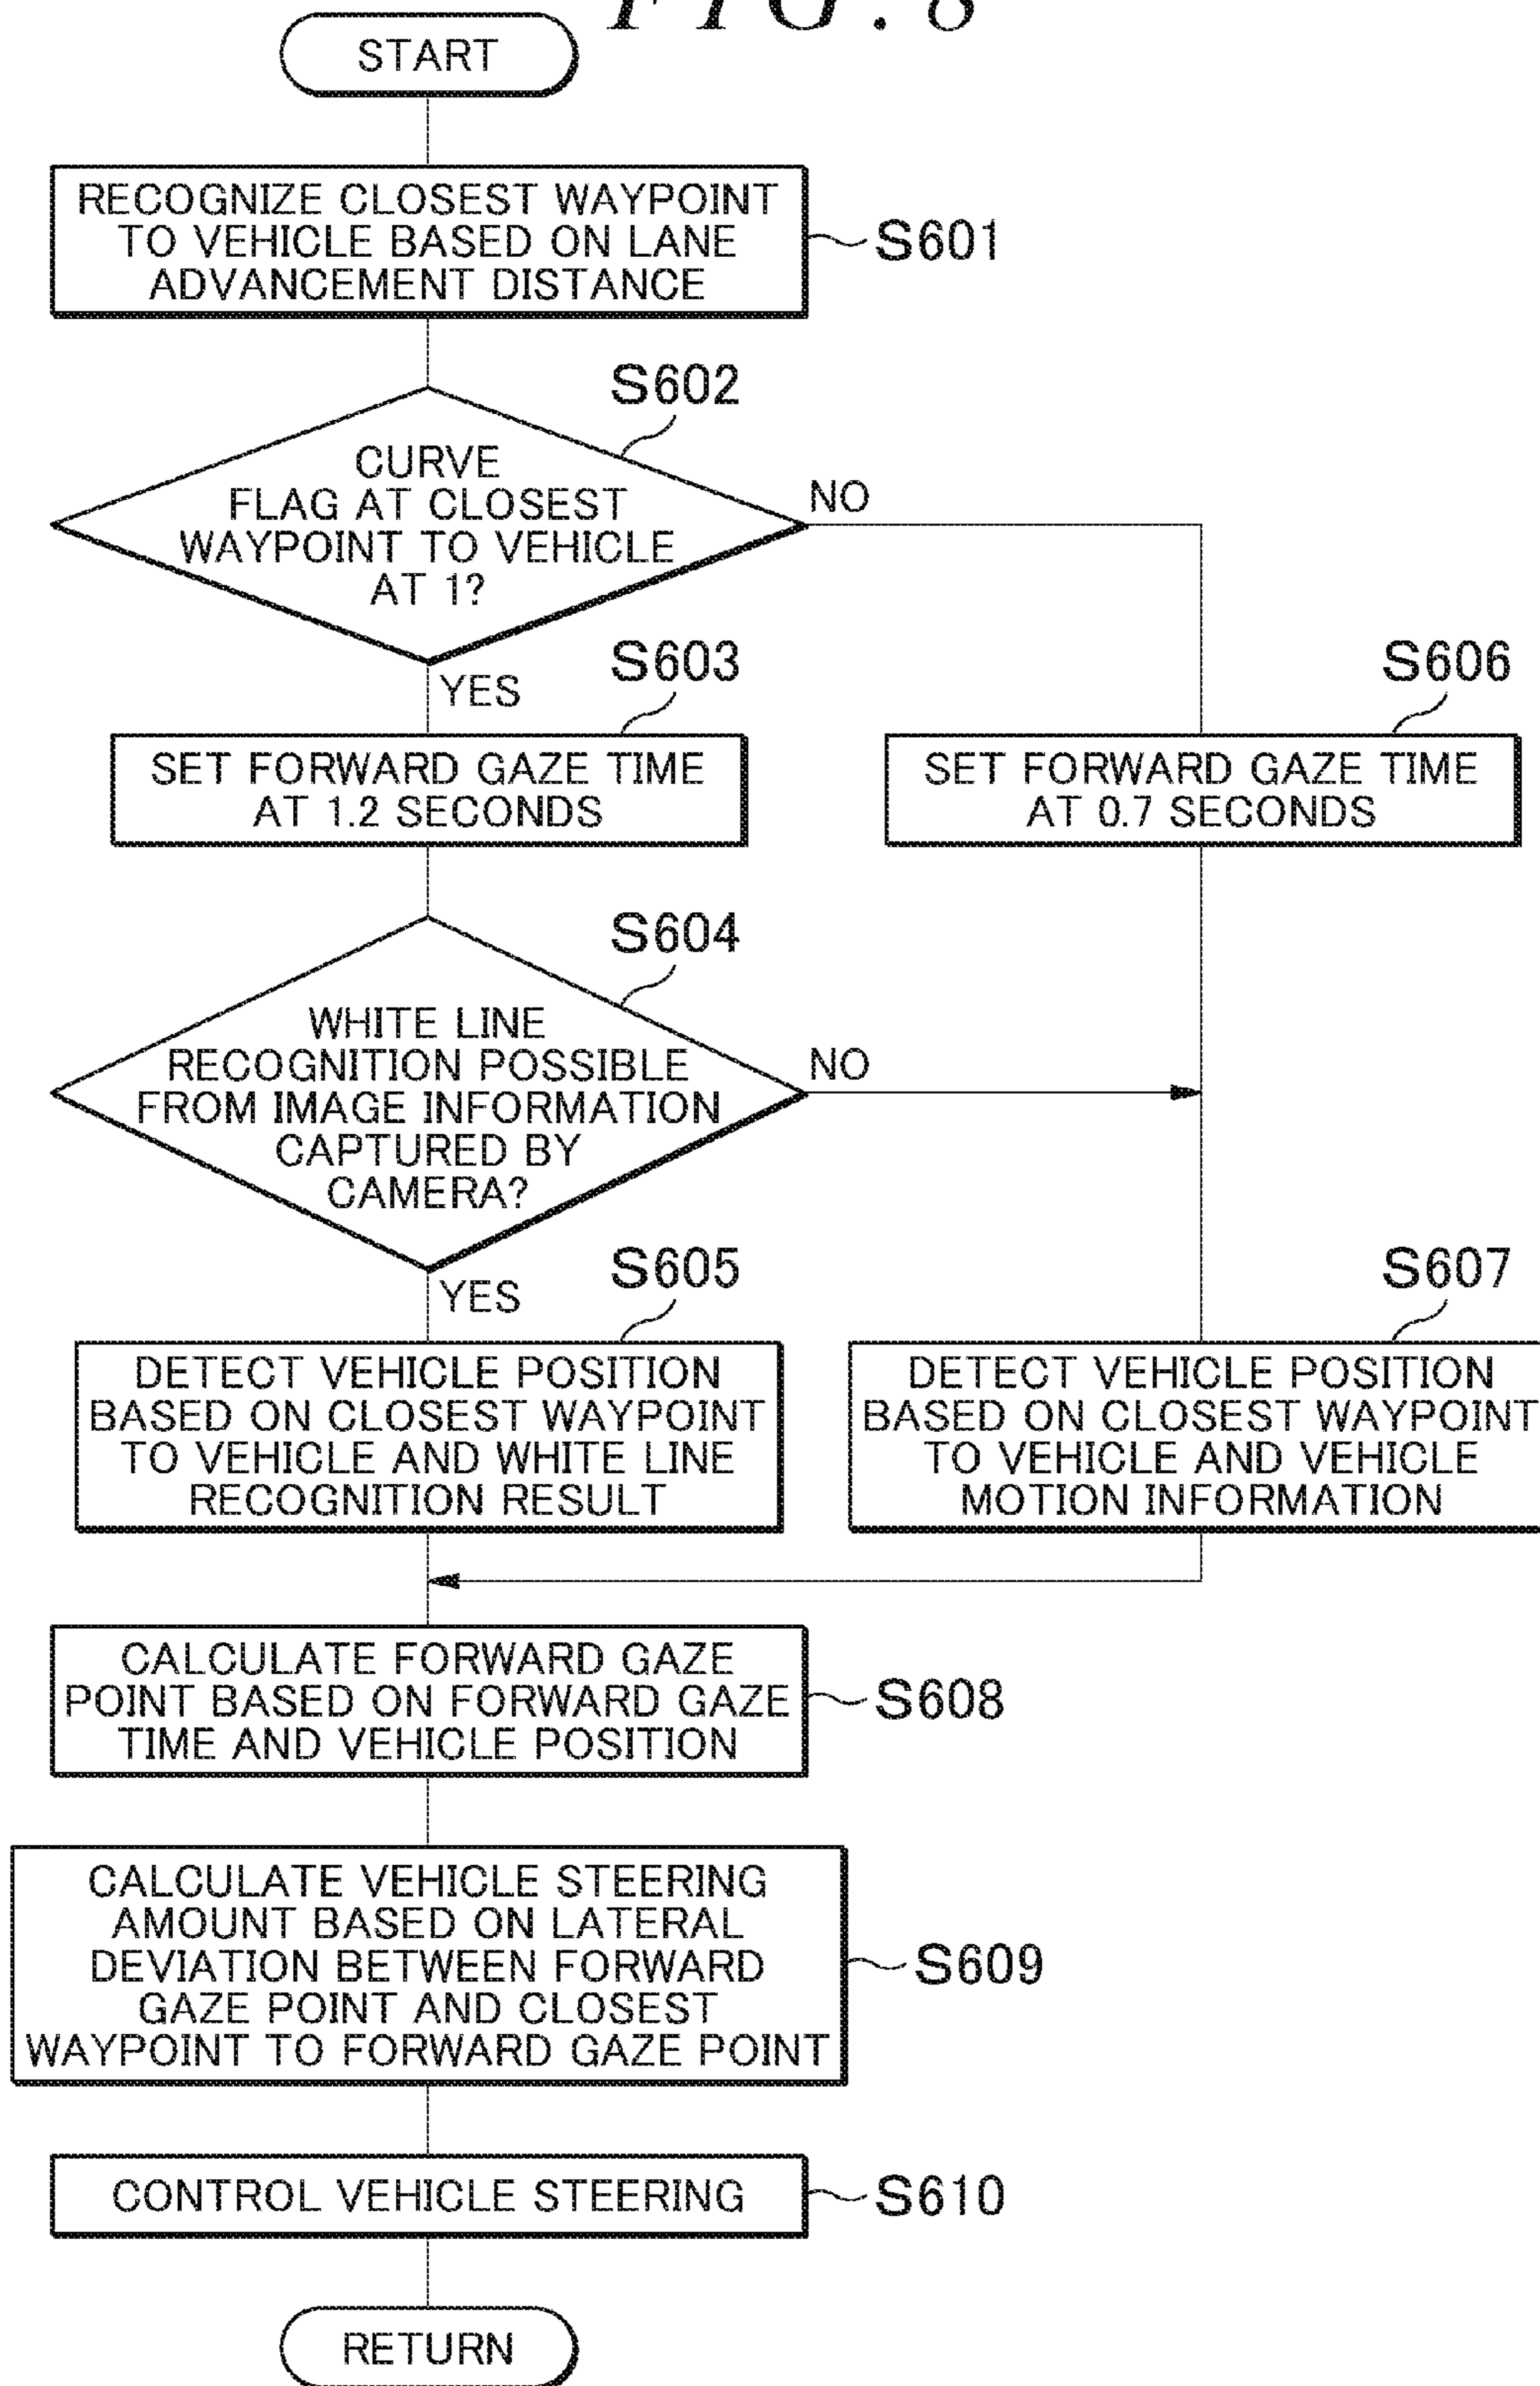 FIG. 8
START
RECOGNIZE CLOSEST WAYPOINT
TO VEHICLE BASED ON LANE
ADVANCEMENT DISTANCE
S601
S602
CURVE
FLAG AT CLOSEST
WAYPOINT TO VEHICLE
AT 1?
NO
YES
S603
SET FORWARD GAZE TIME
AT 1.2 SECONDS
S606
SET FORWARD GAZE TIME
AT 0.7 SECONDS
S604
WHITE LINE
RECOGNITION POSSIBLE
FROM IMAGE INFORMATION
CAPTURED BY
CAMERA?
NO
YES
S605
DETECT VEHICLE POSITION
BASED ON CLOSEST WAYPOINT
TO VEHICLE AND WHITE LINE
RECOGNITION RESULT
S607
DETECT VEHICLE POSITION
BASED ON CLOSEST WAYPOINT
TO VEHICLE AND VEHICLE
MOTION INFORMATION
CALCULATE FORWARD GAZE
POINT BASED ON FORWARD GAZE
TIME AND VEHICLE POSITION
S608
CALCULATE VEHICLE STEERING
AMOUNT BASED ON LATERAL
DEVIATION BETWEEN FORWARD
GAZE POINT AND CLOSEST
WAYPOINT TO FORWARD GAZE POINT
S609
CONTROL VEHICLE STEERING
S610
RETURN